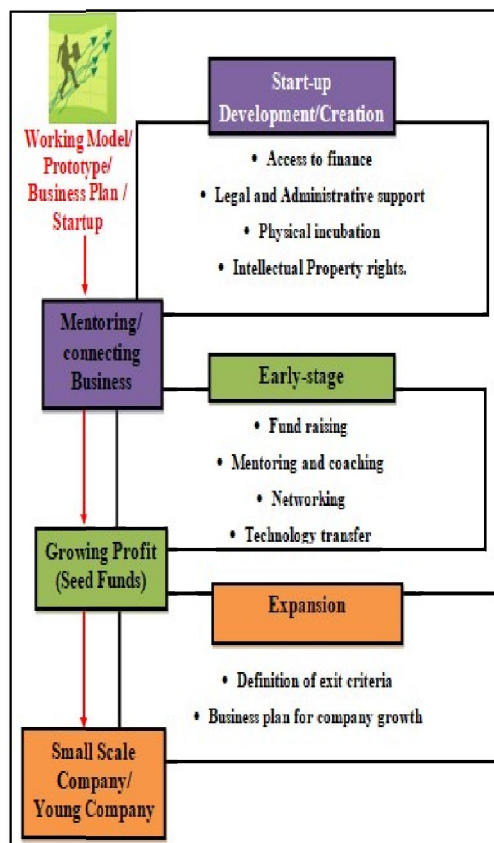 Working Model/
Prototype/
Business Plan /
Startup
Start-up
Development/Creation
• Access to finance
• Legal and Administrative support
• Physical incubation
• Intellectual Property rights.
Mentoring/
connecting
Business
Early-stage
• Fund raising
• Mentoring and coaching
• Networking
• Technology transfer
Growing Profit
(Seed Funds)
Expansion
• Definition of exit criteria
• Business plan for company growth
Small Scale
Company/
Young Company